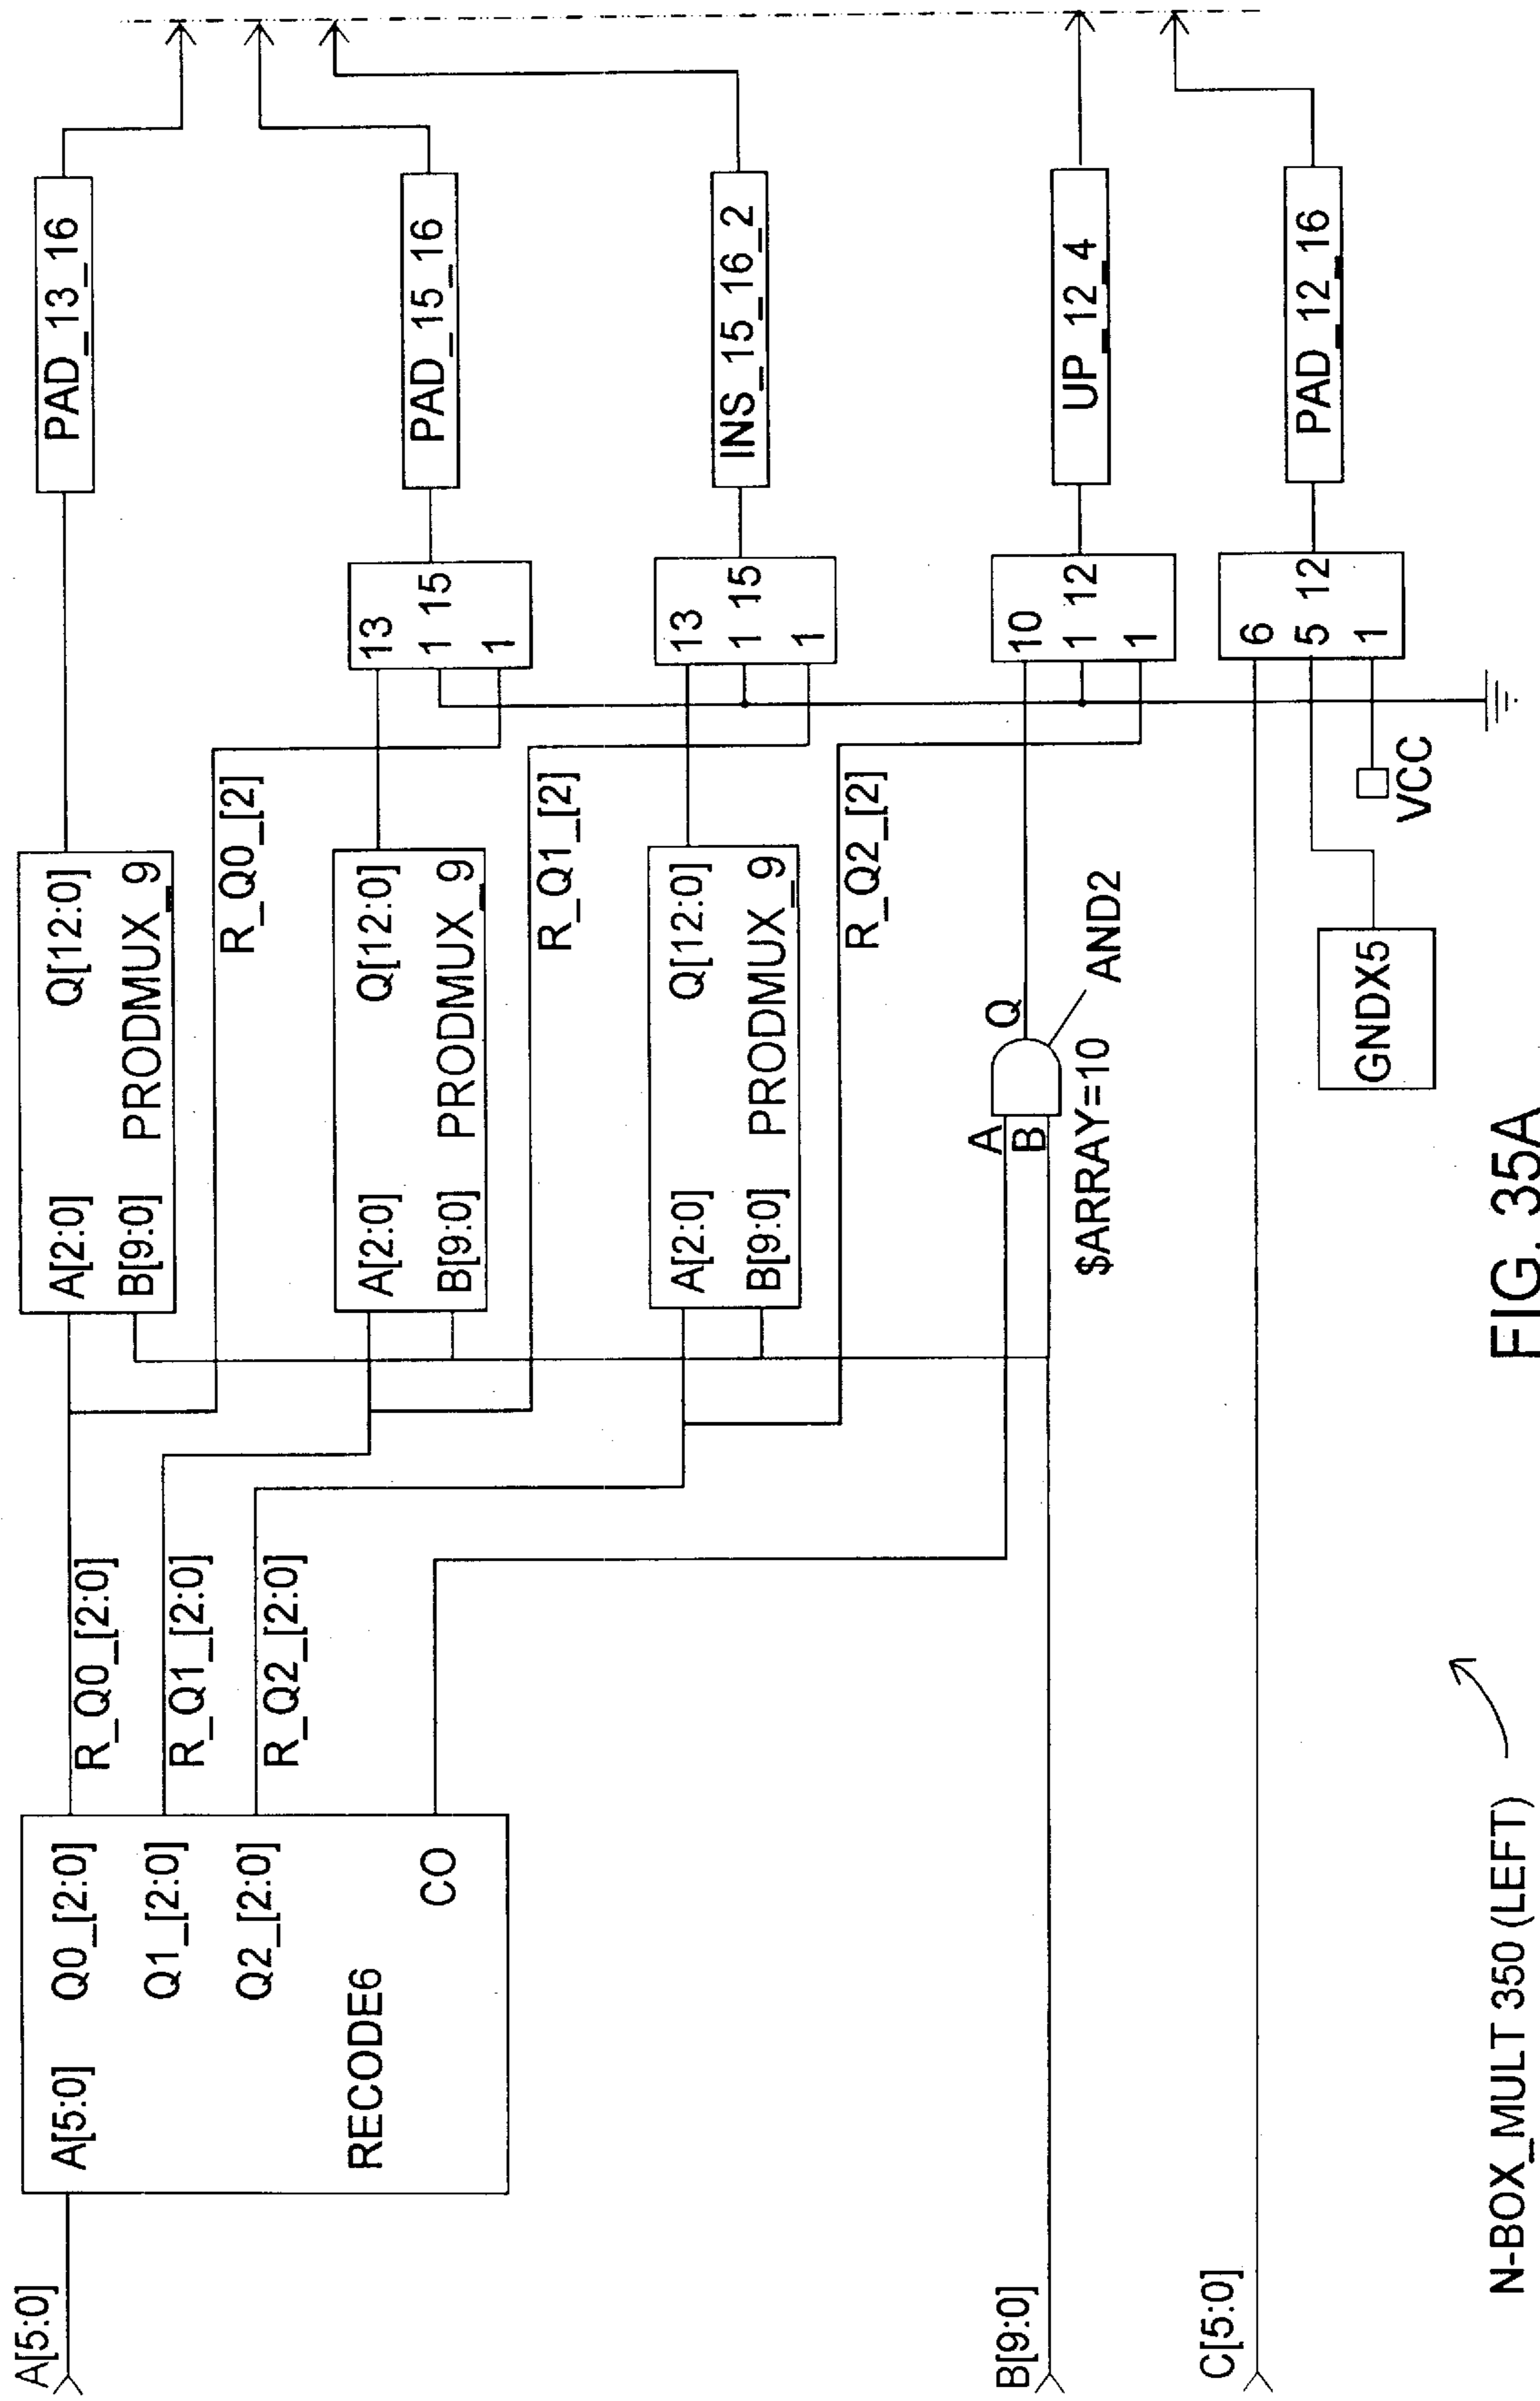 A[5:0]
A[5:0]
Q0_[2:0]
Q1_[2:0]
Q2_[2:0]
CO
RECODE6
R_Q0_[2:0]
R_Q1_[2:0]
R_Q2_[2:0]
A[2:0]
Q[12:0]
B[9:0]
PRODMUX_9
R_Q0_[2]
PAD_13_16
A[2:0]
Q[12:0]
B[9:0]
PRODMUX_9
R_Q1_[2]
13
1 15
1
PAD_15_16
A[2:0]
Q[12:0]
B[9:0]
PRODMUX_9
R_Q2_[2]
13
1 15
1
INS_15_16_2
B[9:0]
A
B
Q
AND2
$ARRAY=10
10
1 12
1
UP_12_4
C[5:0]
6
5 12
1
PAD_12_16
VCC
GNDX5
N-BOX_MULT 350 (LEFT)
FIG. 35A